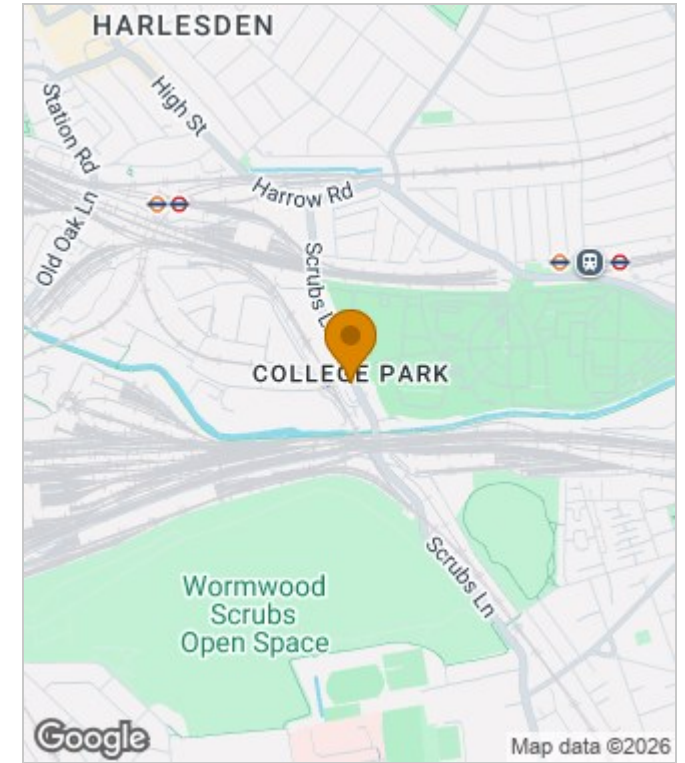 HARLESDEN
High St
Station Rd
Harrow Rd
Old Oak Ln
Scrubs L
COLLEGE PARK
Scrubs Ln
Wormwood
Scrubs
Open Space
Google
Map data ©2026